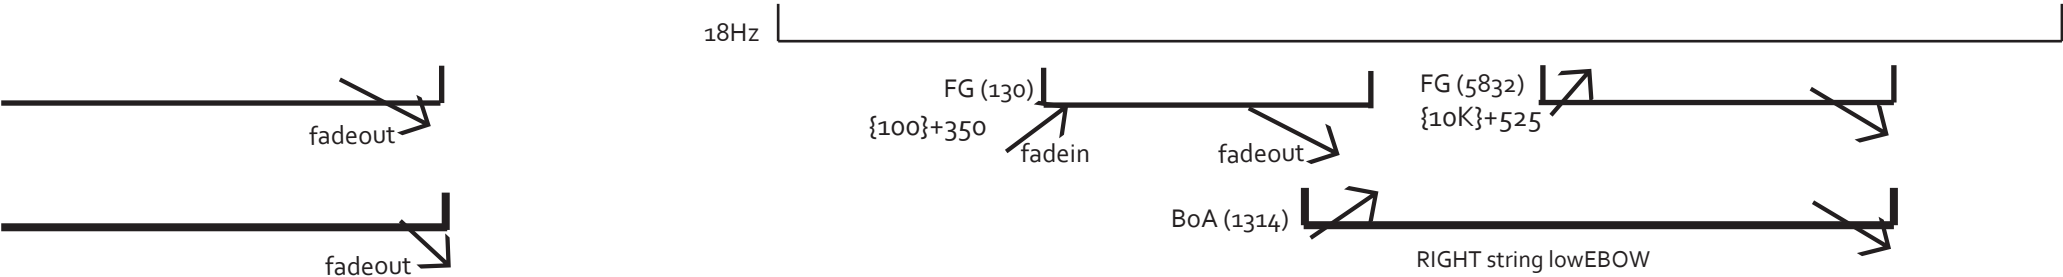 18Hz
FG (130)
{100}+350
fadein
fadeout
FG (5832)
{10K}+525
fadeout
BoA (1314)
RIGHT string lowEBOW
fadeout